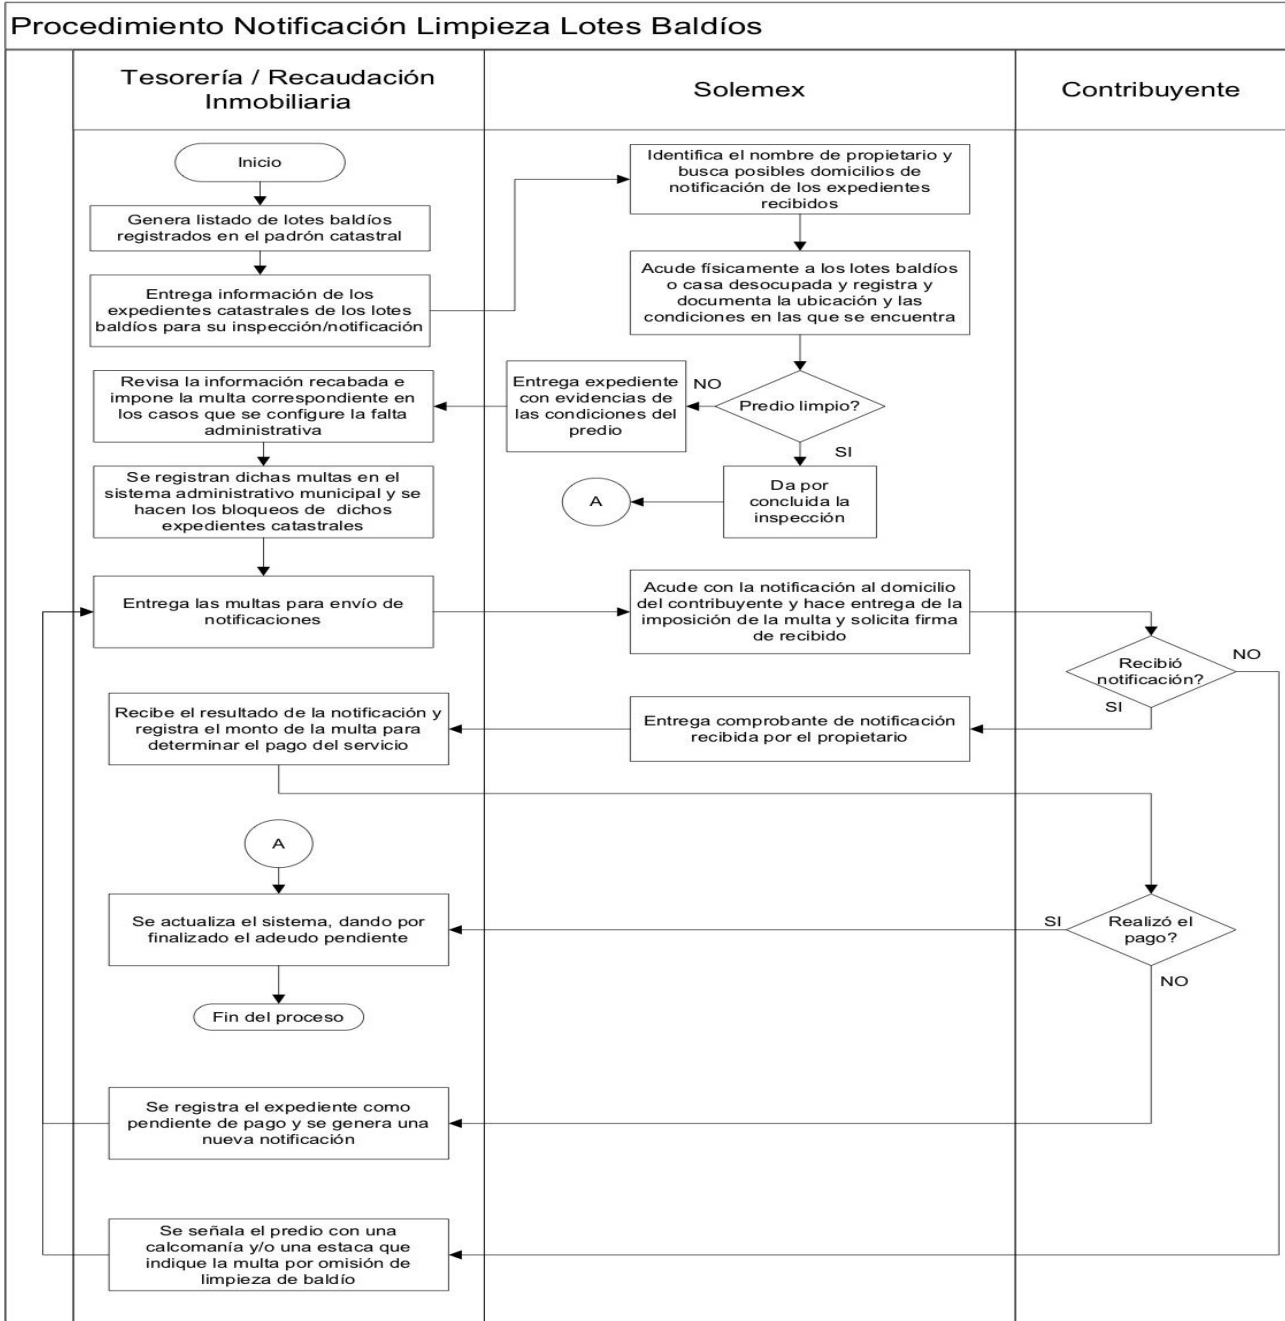 Procedimiento Notificación Limpieza Lotes Baldíos
Tesorería / Recaudación
Inmobiliaria
Solemex
Contribuyente
Inicio
Genera listado de lotes baldíos
registrados en el padrón catastral
Entrega información de los
expedientes catastrales de los lotes
baldíos para su inspección/notificación
Identifica el nombre de propietario y
busca posibles domicilios de
notificación de los expedientes
recibidos
Acude físicamente a los lotes baldíos
o casa desocupada y registra y
documenta la ubicación y las
condiciones en las que se encuentra
Predio limpio?
NO
Entrega expediente
con evidencias de
las condiciones del
predio
SI
Da por
concluida la
inspección
A
Revisa la información recabada e
impone la multa correspondiente en
los casos que se configure la falta
administrativa
Se registran dichas multas en el
sistema administrativo municipal y se
hacen los bloqueos de dichos
expedientes catastrales
Entrega las multas para envío de
notificaciones
Acude con la notificación al domicilio
del contribuyente y hace entrega de la
imposición de la multa y solicita firma
de recibido
Recibió
notificación?
NO
SI
Entrega comprobante de notificación
recibida por el propietario
Recibe el resultado de la notificación y
registra el monto de la multa para
determinar el pago del servicio
A
Se actualiza el sistema, dando por
finalizado el adeudo pendiente
SI
Realizó el
pago?
NO
Fin del proceso
Se registra el expediente como
pendiente de pago y se genera una
nueva notificación
Se señala el predio con una
calcomanía y/o una estaca que
indique la multa por omisión de
limpieza de baldío